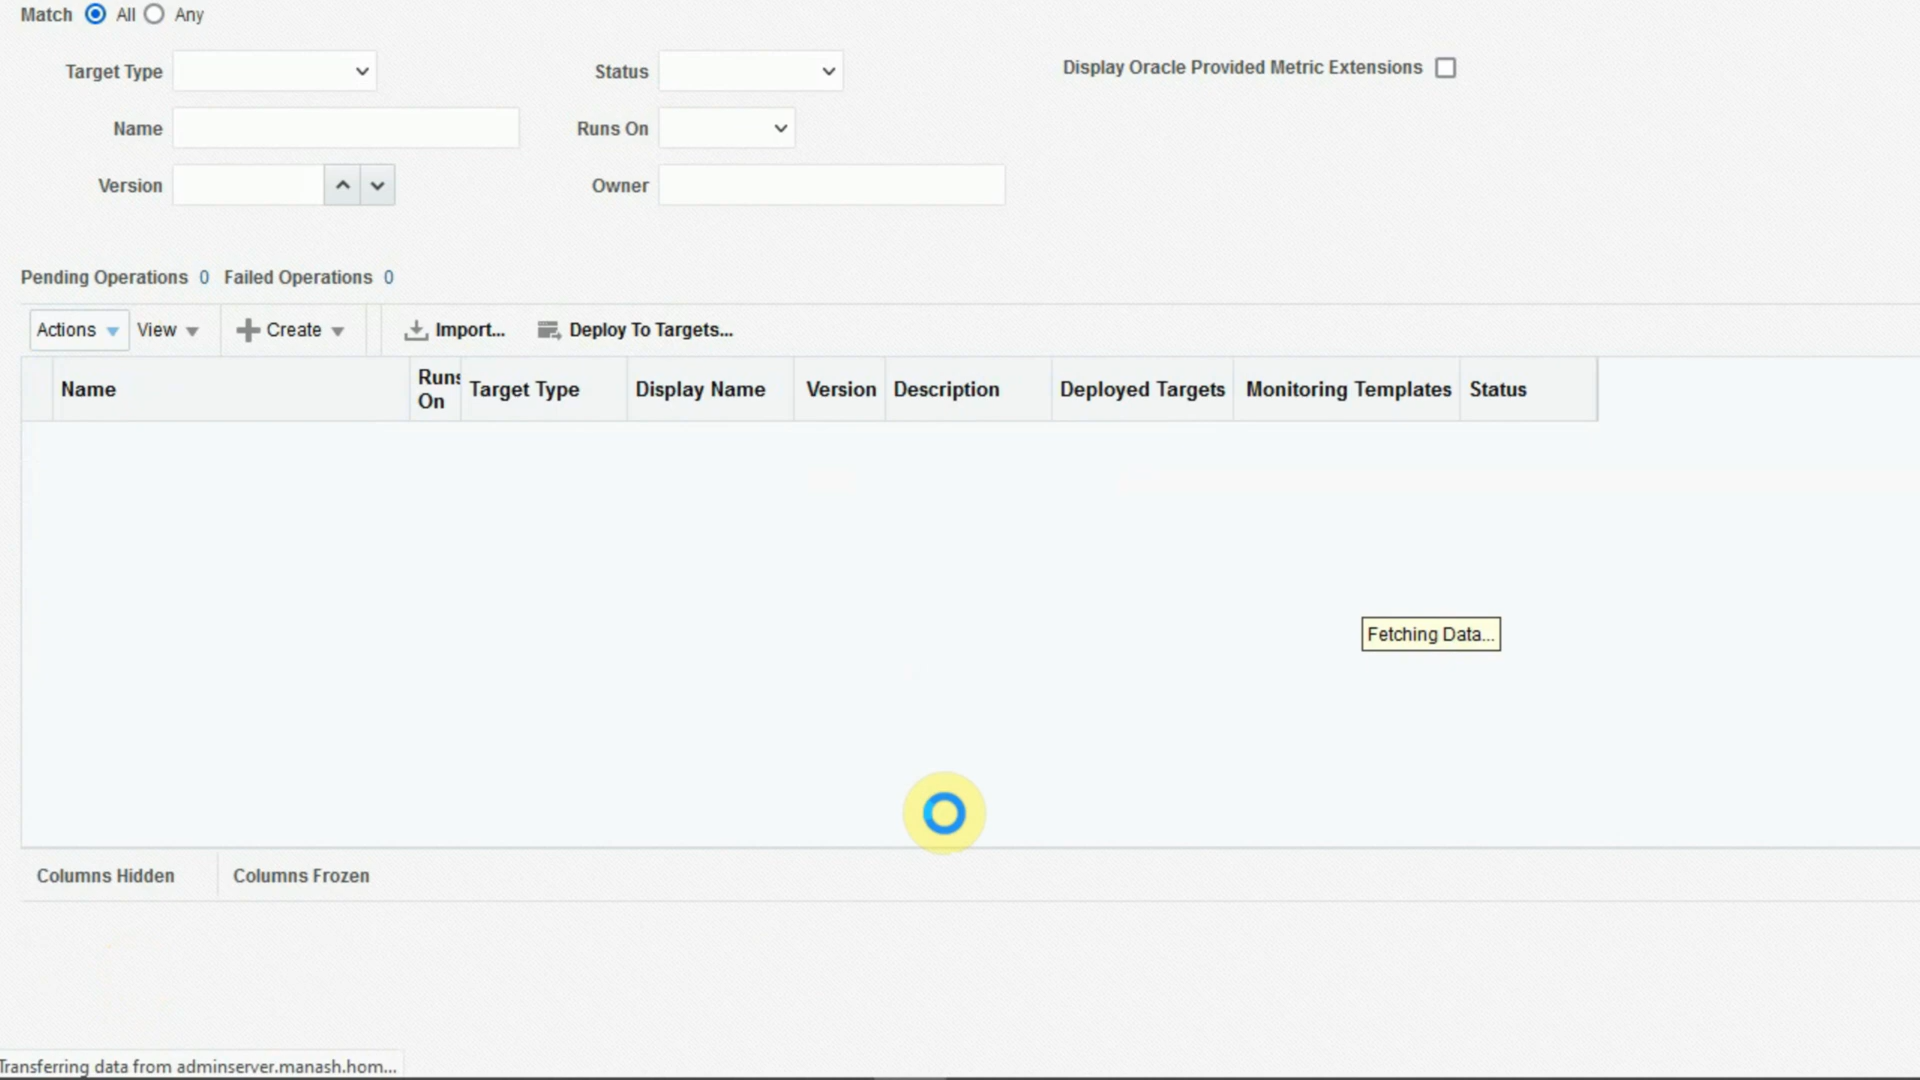 Match All Any
Target Type Status Display Oracle Provided Metric Extensions
Name Runs On
Version Owner
Pending Operations 0 Failed Operations 0
Actions View Create Import... Deploy To Targets...
Name Runs On Target Type Display Name Version Description Deployed Targets Monitoring Templates Status
Fetching Data...
Columns Hidden Columns Frozen
Transferring data from adminserver.manash.hom...